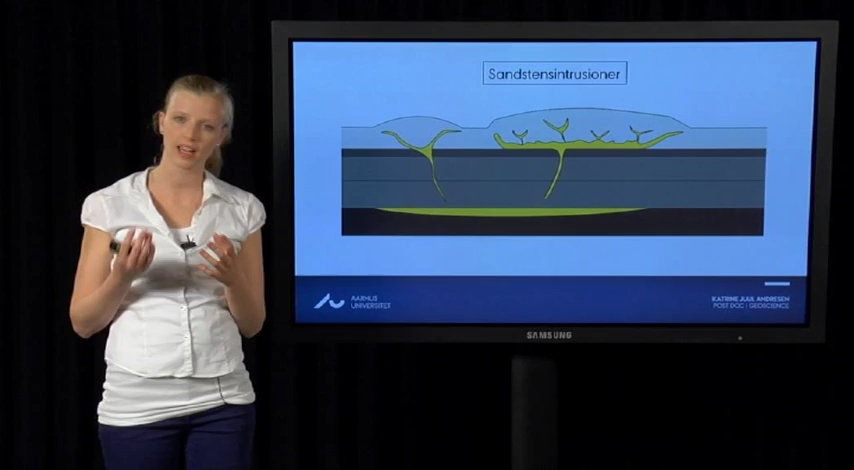 Sandstensintrusioner
AARHUS
UNIVERSITET
KATRINE JUUL ANDRESEN
POST DOC | GEOSCIENCE
SAMSUNG